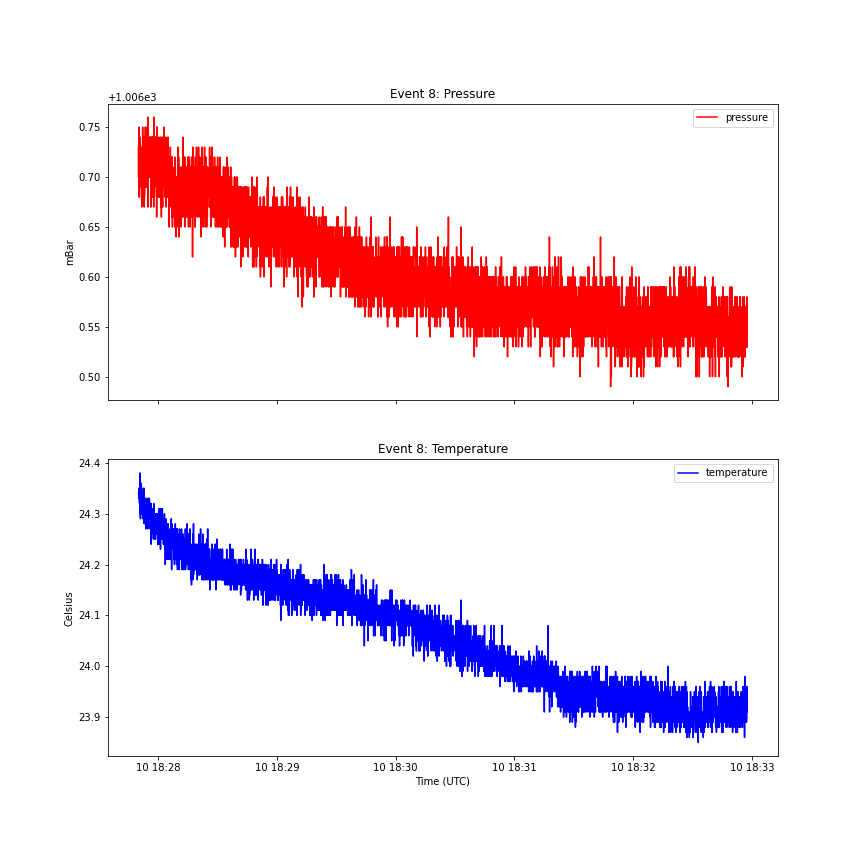 Event 8: Pressure
+1.006e3
pressure
0.75
0.70
0.65
0.60
0.55
0.50
mBar
Event 8: Temperature
temperature
24.4
24.3
24.2
24.1
24.0
23.9
Celsius
10 18:28 10 18:29 10 18:30 10 18:31 10 18:32 10 18:33
Time (UTC)